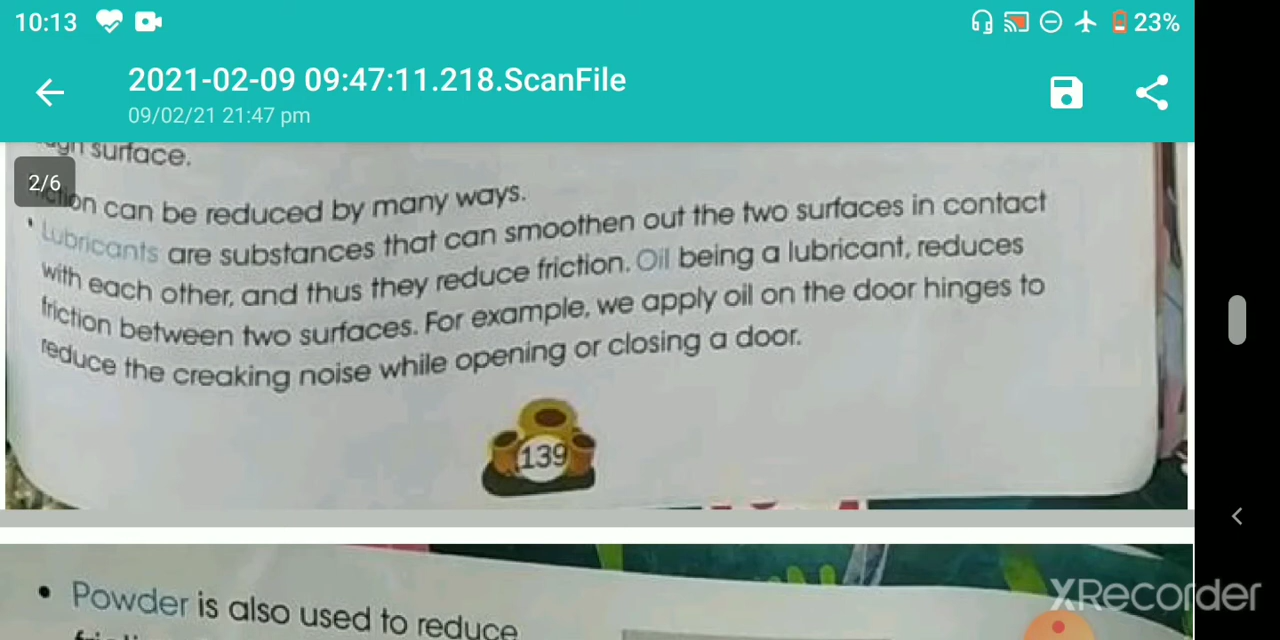 10:13
23%
2021-02-09 09:47:11.218.ScanFile
09/02/21 21:47 pm
surface.
2/6
can be reduced by many ways.
• Lubricants are substances that can smoothen out the two surfaces in contact
with each other, and thus they reduce friction. Oil being a lubricant, reduces
friction between two surfaces. For example, we apply oil on the door hinges to
reduce the creaking noise while opening or closing a door.
139
• Powder is also used to reduce
XRecorder